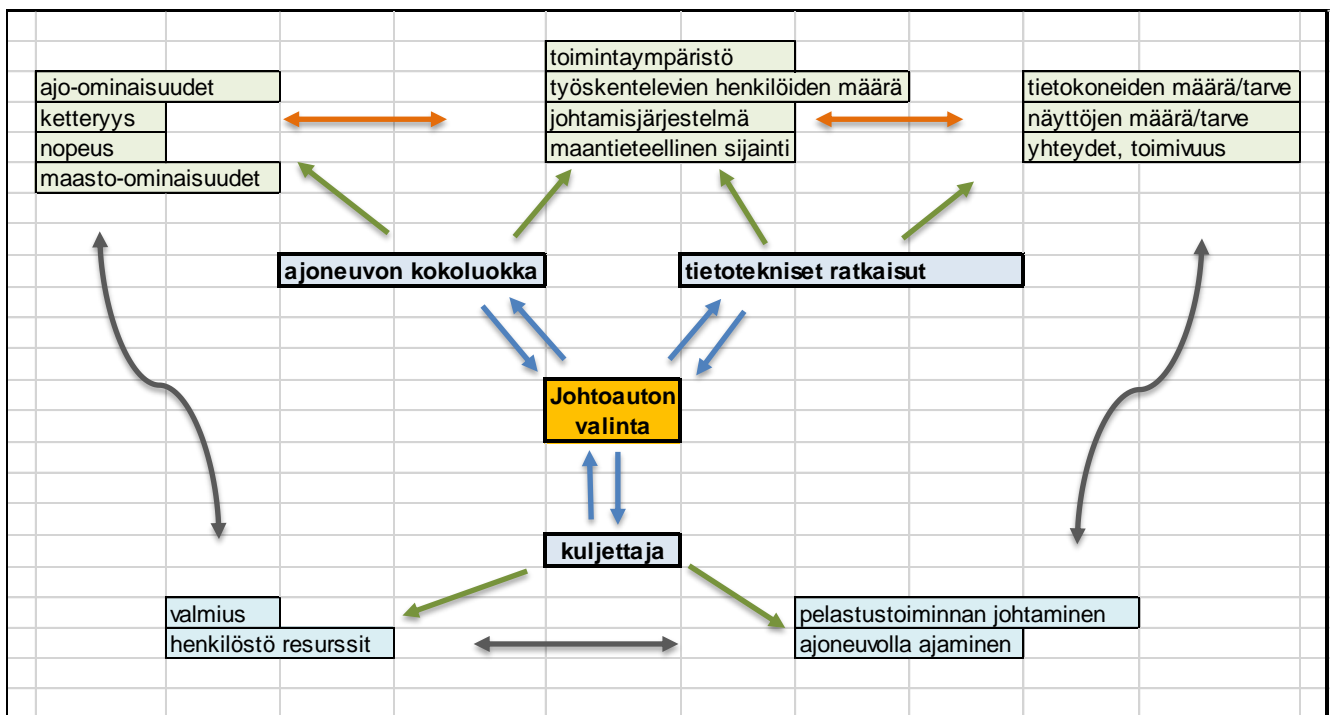 toimintaympäristö
työskentelevien henkilöiden määrä
johtamisjärjestelmä
maantieteellinen sijainti
ajo-ominaisuudet
ketteryys
nopeus
maasto-ominaisuudet
tietokoneiden määrä/tarve
näyttöjen määrä/tarve
yhteydet, toimivuus
ajoneuvon kokoluokka
tietotekniset ratkaisut
Johtoauton
valinta
kuljettaja
valmius
henkilöstö resurssit
pelastustoiminnan johtaminen
ajoneuvolla ajaminen